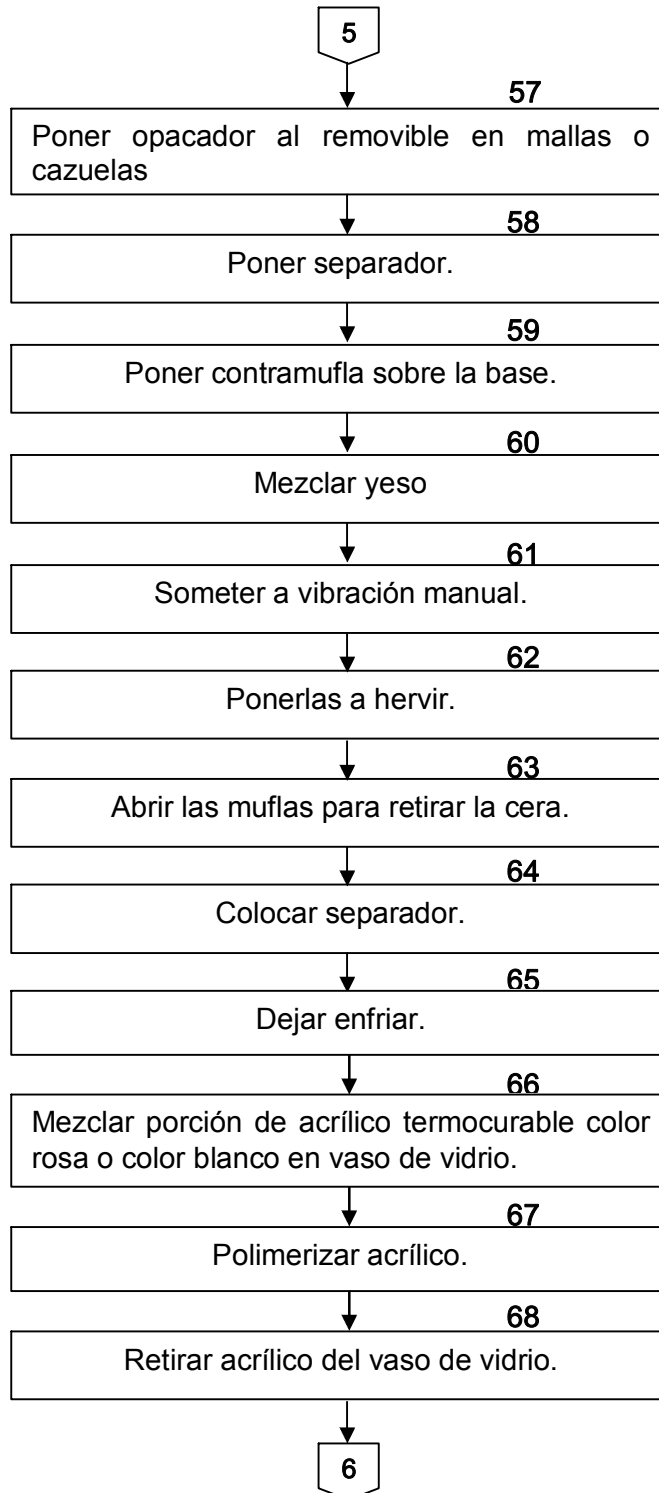 5
57
Poner opacador al removible en mallas o
cazuelas
58
Poner separador.
59
Poner contramufla sobre la base.
60
Mezclar yeso
61
Someter a vibración manual.
62
Ponerlas a hervir.
63
Abrir las muflas para retirar la cera.
64
Colocar separador.
65
Dejar enfriar.
66
Mezclar porción de acrílico termocurable color
rosa o color blanco en vaso de vidrio.
67
Polimerizar acrílico.
68
Retirar acrílico del vaso de vidrio.
6